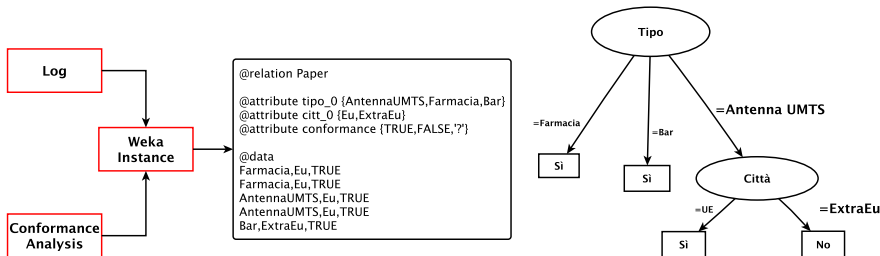 Log
Weka
Instance
Conformance
Analysis
@relation Paper
@attribute tipo_0 {AntennaUMTS,Farmacia,Bar}
@attribute citt_0 {Eu,ExtraEu}
@attribute conformance {TRUE,FALSE,'?'}
@data
Farmacia,Eu,TRUE
Farmacia,Eu,TRUE
AntennaUMTS,Eu,TRUE
AntennaUMTS,Eu,TRUE
Bar,ExtraEu,TRUE
Tipo
=Farmacia
=Bar
=Antenna UMTS
Sì
Sì
Città
=UE
=ExtraEu
Sì
No